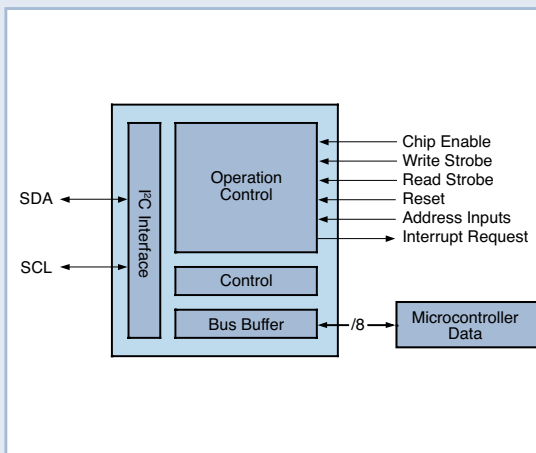 SDA
SCL
I²C Interface
Operation
Control
Control
Bus Buffer
Chip Enable
Write Strobe
Read Strobe
Reset
Address Inputs
Interrupt Request
/8
Microcontroller
Data